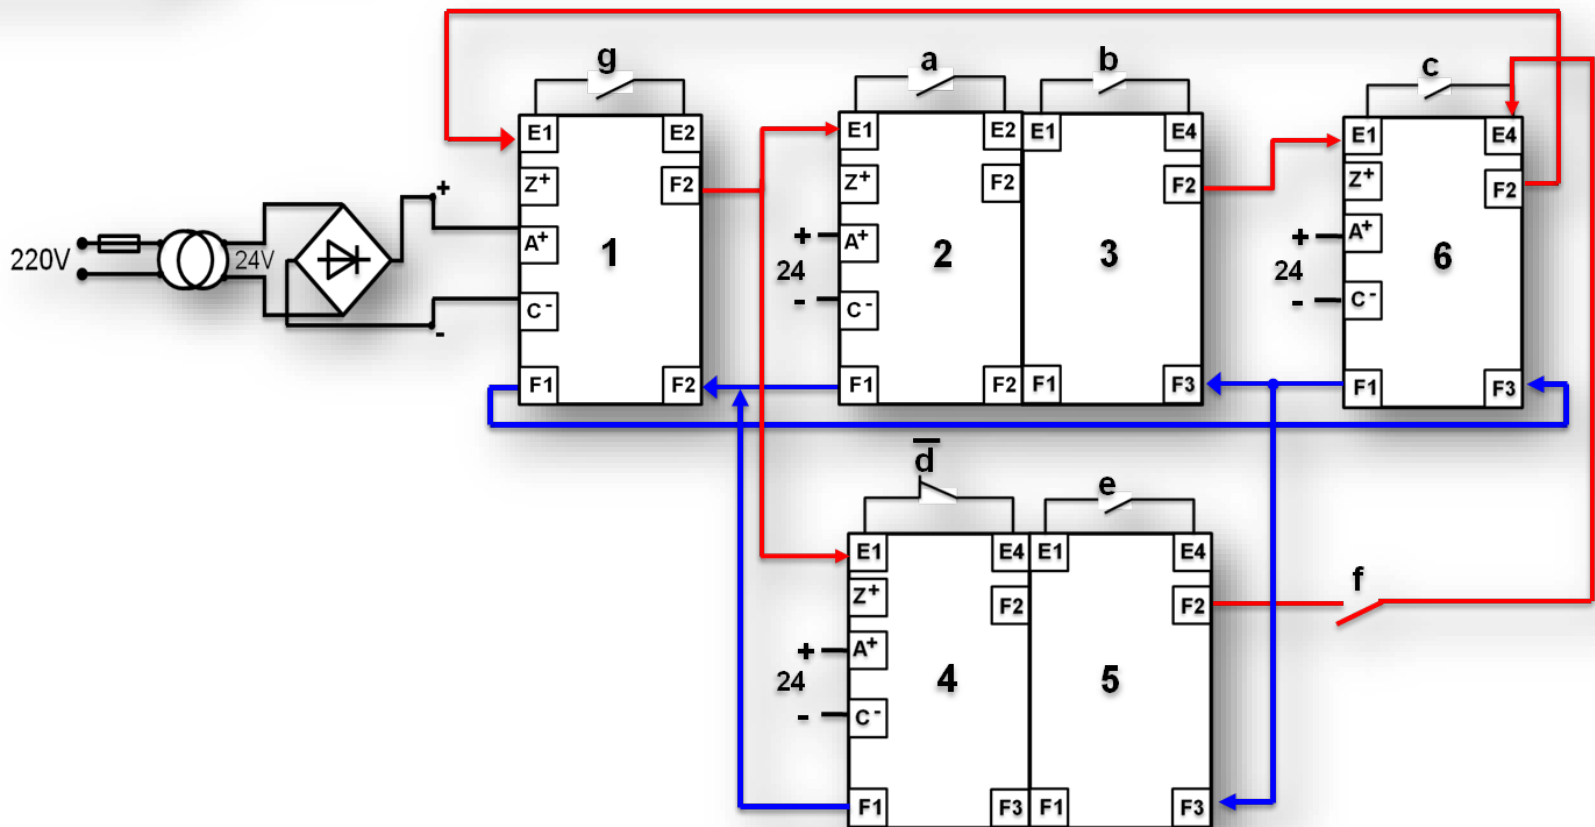 g a b c
E1 E2 E1 E2 E1 E4 E1 E4
Z+ F2 Z+ F2 F2 Z+ F2
+ A+ 1 + A+ 2 3 + A+ 6
220V 24V 24 24
- C- - C- - C-
F1 F2 F1 F2 F1 F3 F1 F3
d̅ e
E1 E4 E1 E4
Z+ F2 F2 f
+ A+
24 4 5
- C-
F1 F3 F1 F3